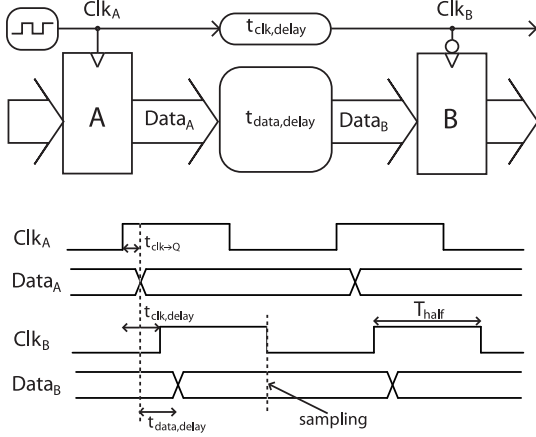 Clk_A
Clk_B
t_clk,delay
A
Data_A
t_data,delay
Data_B
B
Clk_A
t_clk→Q
Data_A
t_clk,delay
T_half
Clk_B
Data_B
sampling
t_data,delay